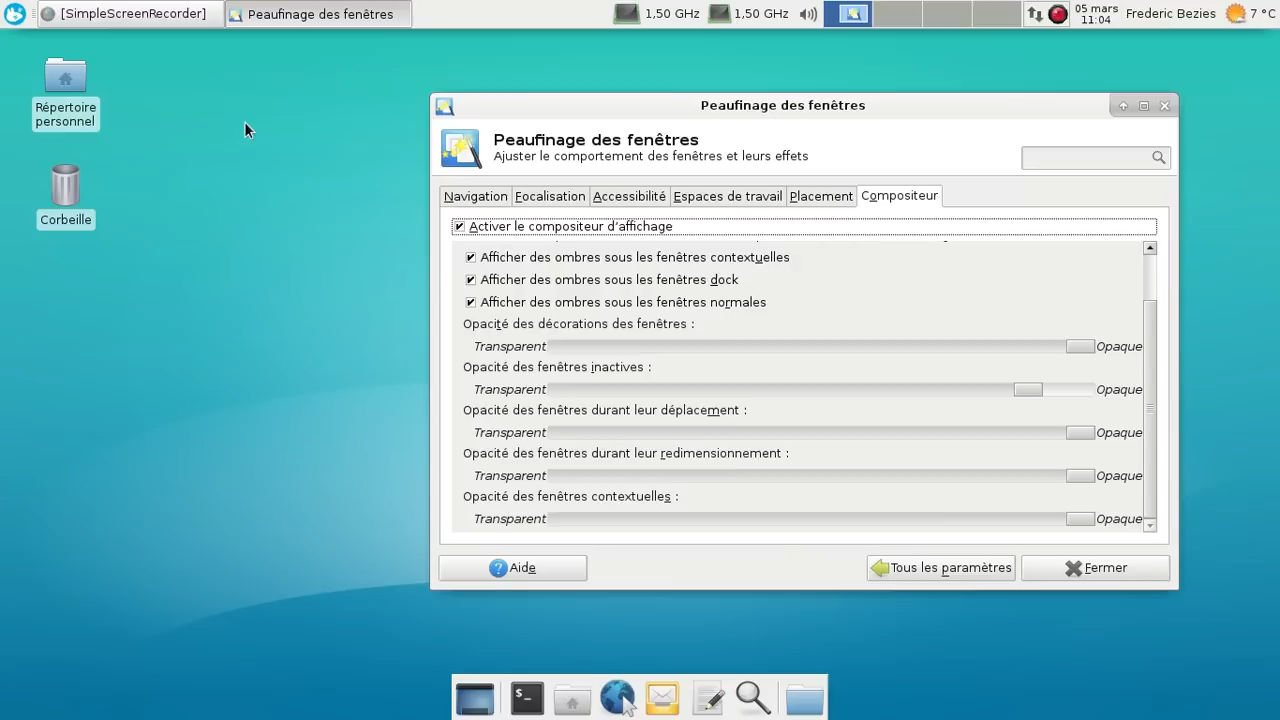 [SimpleScreenRecorder]
Peaufinage des fenêtres
1,50 GHz
1,50 GHz
05 mars
11:04
Frederic Bezies
7 °C
Répertoire
personnel
Corbeille
Peaufinage des fenêtres
Peaufinage des fenêtres
Ajuster le comportement des fenêtres et leurs effets
Navigation
Focalisation
Accessibilité
Espaces de travail
Placement
Compositeur
Activer le compositeur d'affichage
Afficher des ombres sous les fenêtres contextuelles
Afficher des ombres sous les fenêtres dock
Afficher des ombres sous les fenêtres normales
Opacité des décorations des fenêtres :
Transparent
Opaque
Opacité des fenêtres inactives :
Transparent
Opaque
Opacité des fenêtres durant leur déplacement :
Transparent
Opaque
Opacité des fenêtres durant leur redimensionnement :
Transparent
Opaque
Opacité des fenêtres contextuelles :
Transparent
Opaque
Aide
Tous les paramètres
Fermer